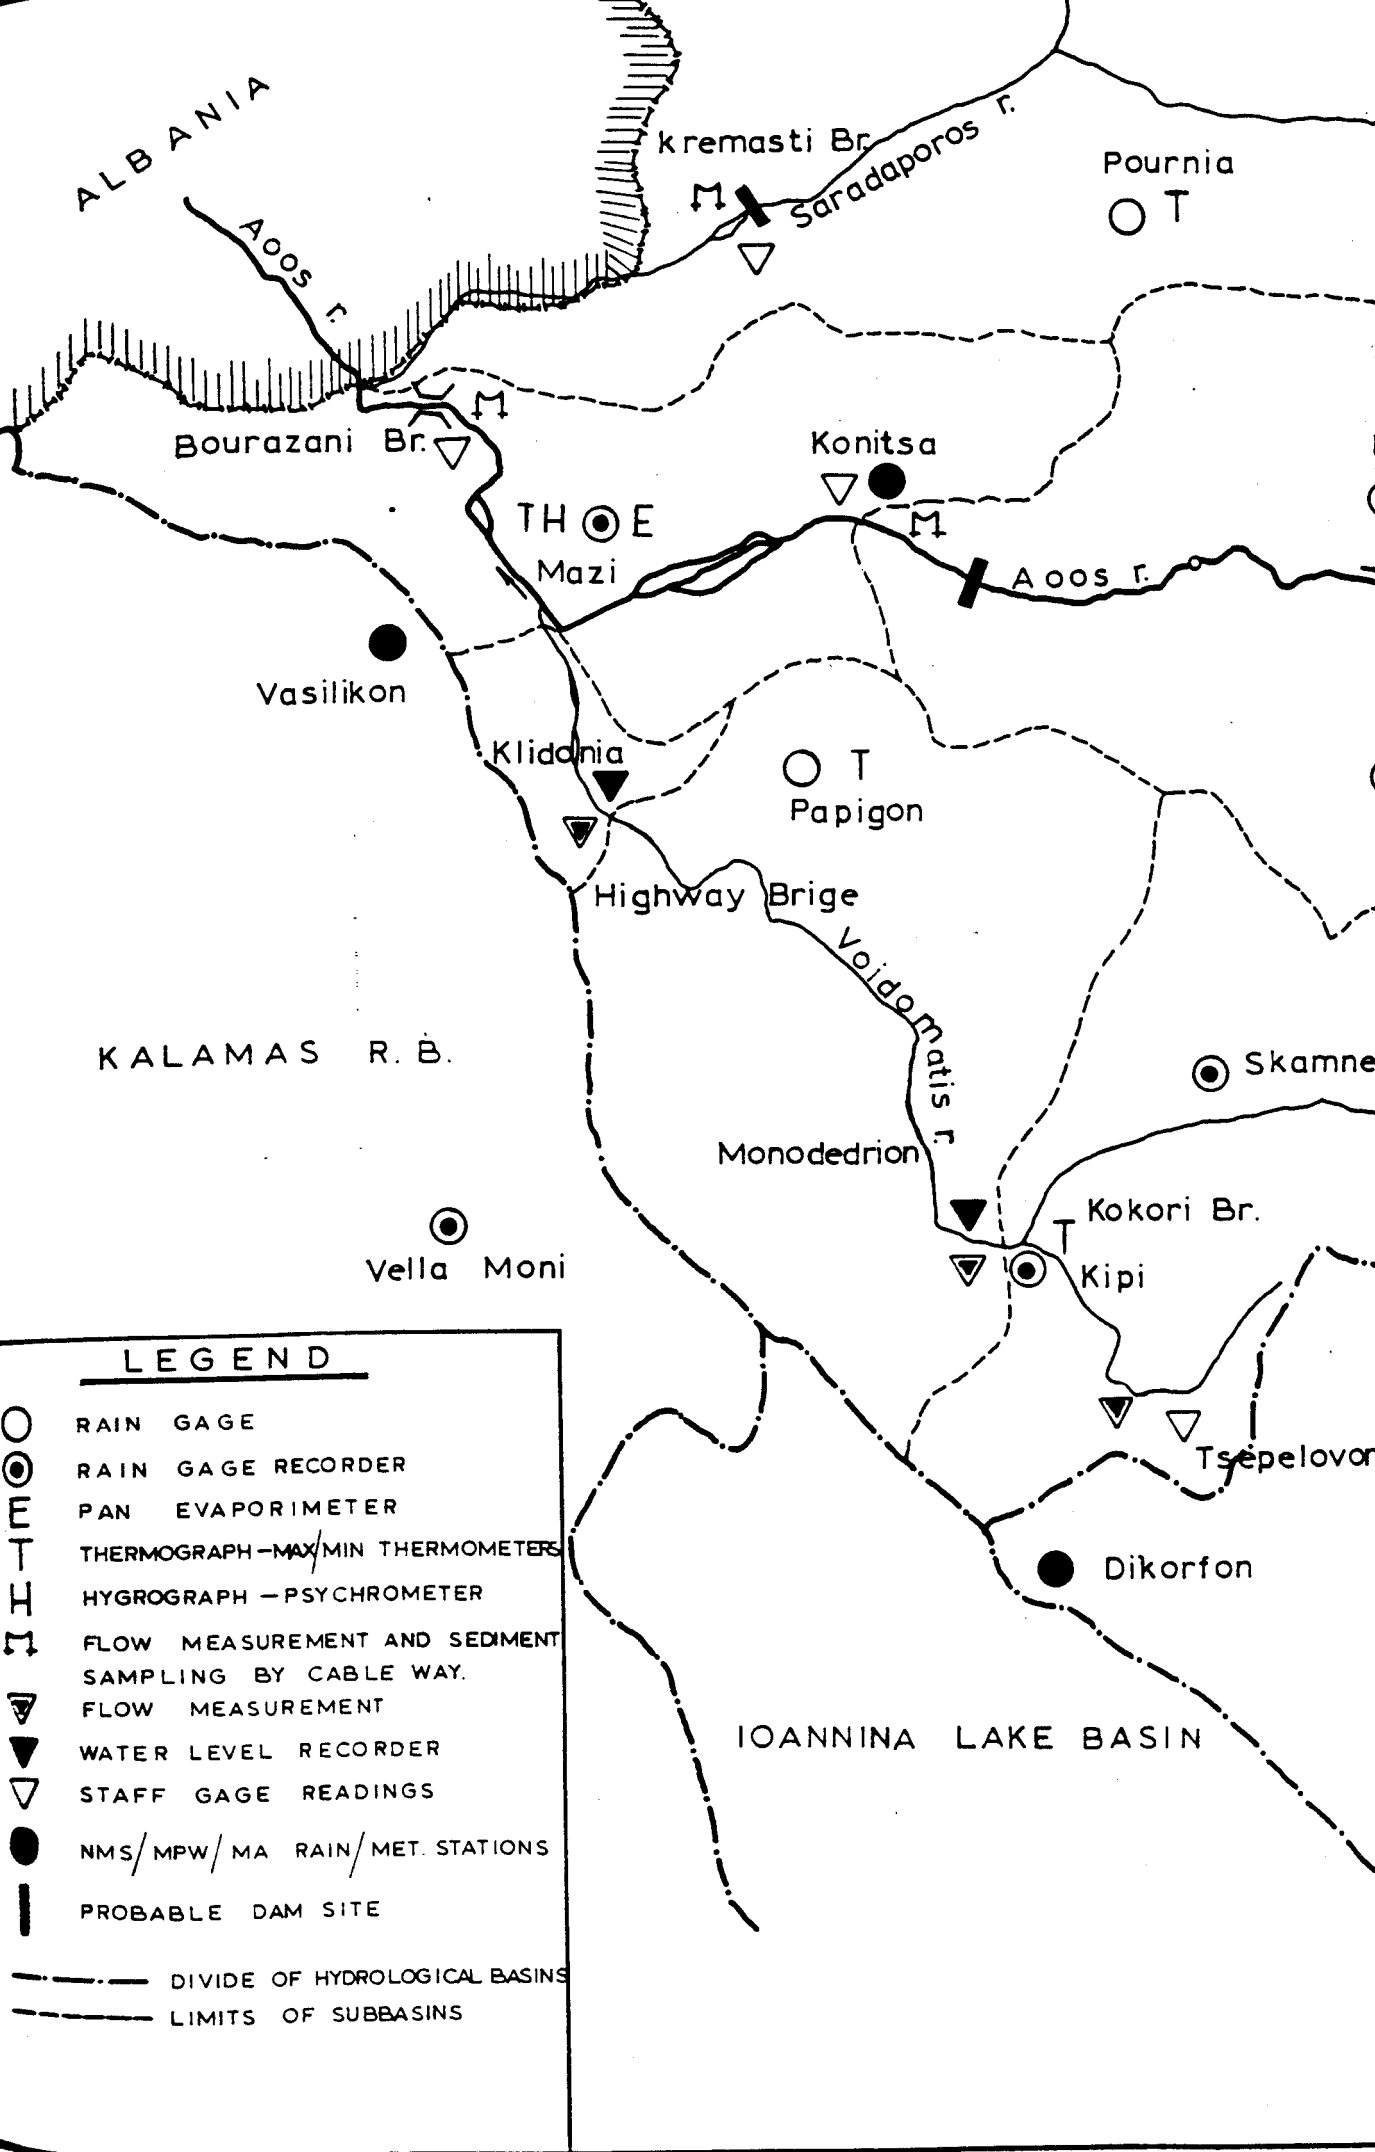 ALBANIA
kremasti Br.
Saradaporos r.
Pournia
T
Aoos r.
Bourazani Br.
Konitsa
TH E
Mazi
Aoos r.
Vasilikon
Klidonia
T
Papigon
Highway Brige
Voidomatis r.
KALAMAS R. B.
Skamne
Monodedrion
Kokori Br.
T
Kipi
Vella Moni
Tsepelovon
Dikorfon
IOANNINA LAKE BASIN
LEGEND
RAIN GAGE
RAIN GAGE RECORDER
E PAN EVAPORIMETER
T THERMOGRAPH-MAX/MIN THERMOMETERS
H HYGROGRAPH-PSYCHROMETER
FLOW MEASUREMENT AND SEDIMENT
SAMPLING BY CABLE WAY.
FLOW MEASUREMENT
WATER LEVEL RECORDER
STAFF GAGE READINGS
NMS/MPW/MA RAIN/MET. STATIONS
PROBABLE DAM SITE
DIVIDE OF HYDROLOGICAL BASINS
LIMITS OF SUBBASINS